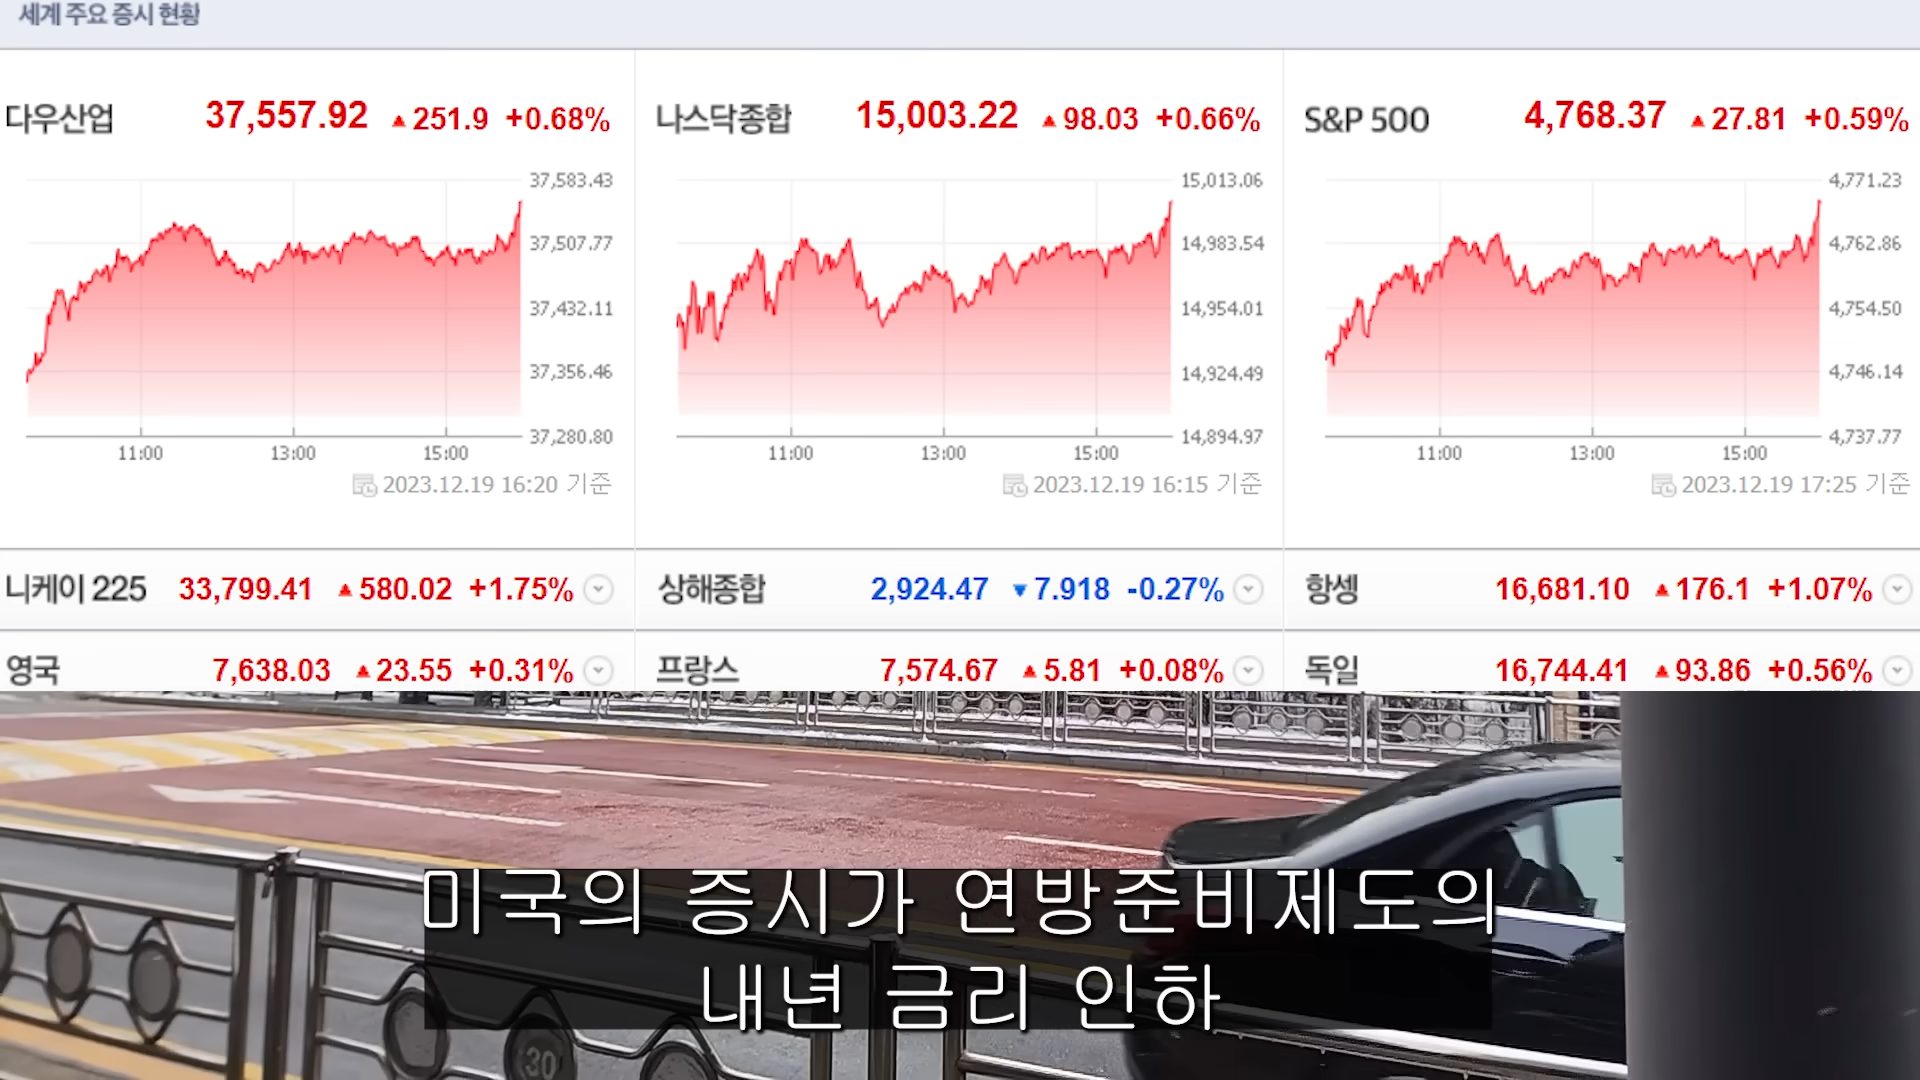 세계 주요 증시 현황
다우산업 37,557.92 ▲251.9 +0.68%
37,583.43
37,507.77
37,432.11
37,356.46
37,280.80
11:00 13:00 15:00
2023.12.19 16:20 기준
나스닥종합 15,003.22 ▲98.03 +0.66%
15,013.06
14,983.54
14,954.01
14,924.49
14,894.97
11:00 13:00 15:00
2023.12.19 16:15 기준
S&P 500 4,768.37 ▲27.81 +0.59%
4,771.23
4,762.86
4,754.50
4,746.14
4,737.77
11:00 13:00 15:00
2023.12.19 17:25 기준
니케이 225 33,799.41 ▲580.02 +1.75%
상해종합 2,924.47 ▼7.918 -0.27%
항셍 16,681.10 ▲176.1 +1.07%
영국 7,638.03 ▲23.55 +0.31%
프랑스 7,574.67 ▲5.81 +0.08%
독일 16,744.41 ▲93.86 +0.56%
미국의 증시가 연방준비제도의
내년 금리 인하
30